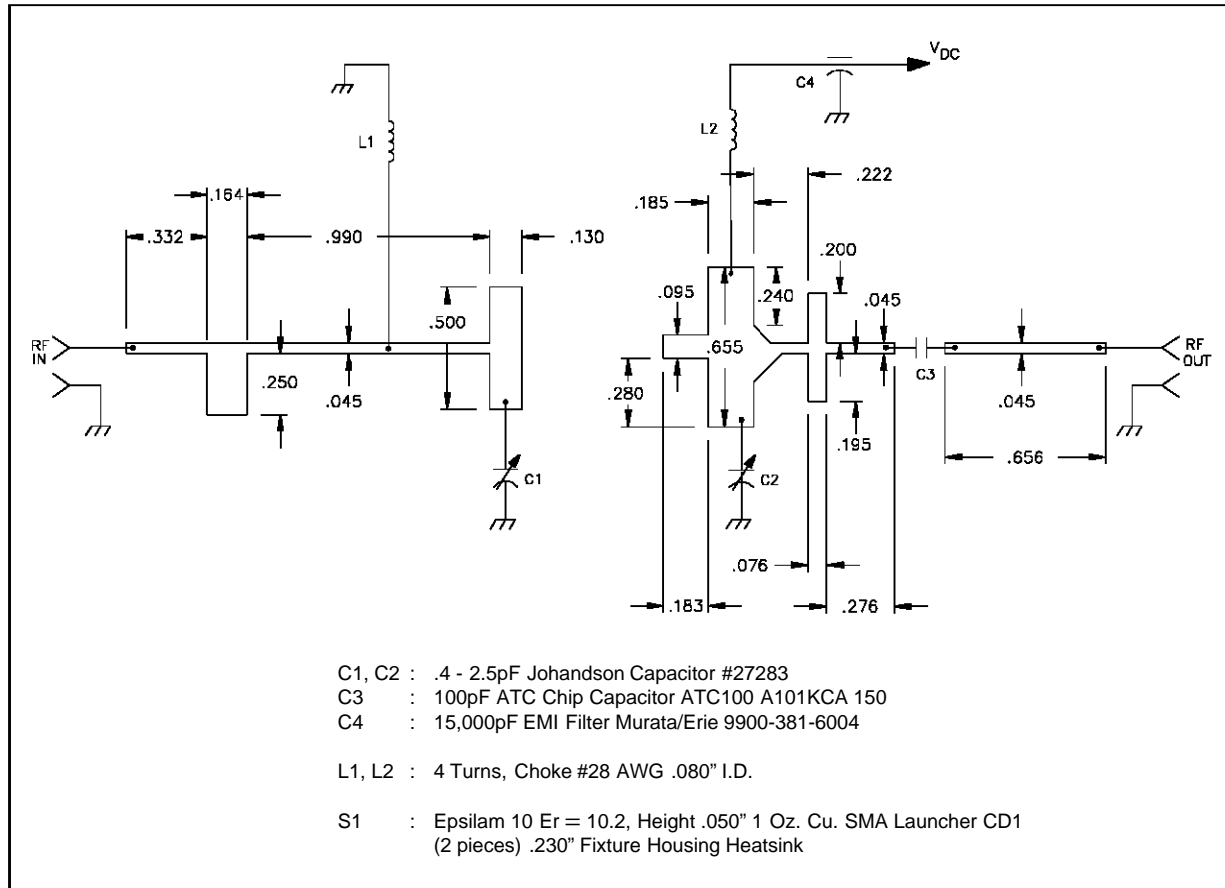 V_DC
C4
L2
L1
.222
.185
.164
.332
.990
.130
.200
.095
.240
.045
.500
RF
IN
.655
RF
OUT
C3
.250
.045
.280
.045
.195
.656
C1
C2
.076
.183
.276
C1, C2 : .4 - 2.5pF Johandson Capacitor #27283
C3 : 100pF ATC Chip Capacitor ATC100 A101KCA 150
C4 : 15,000pF EMI Filter Murata/Erie 9900-381-6004
L1, L2 : 4 Turns, Choke #28 AWG .080” I.D.
S1 : Epsilam 10 Er = 10.2, Height .050” 1 Oz. Cu. SMA Launcher CD1
(2 pieces) .230” Fixture Housing Heatsink